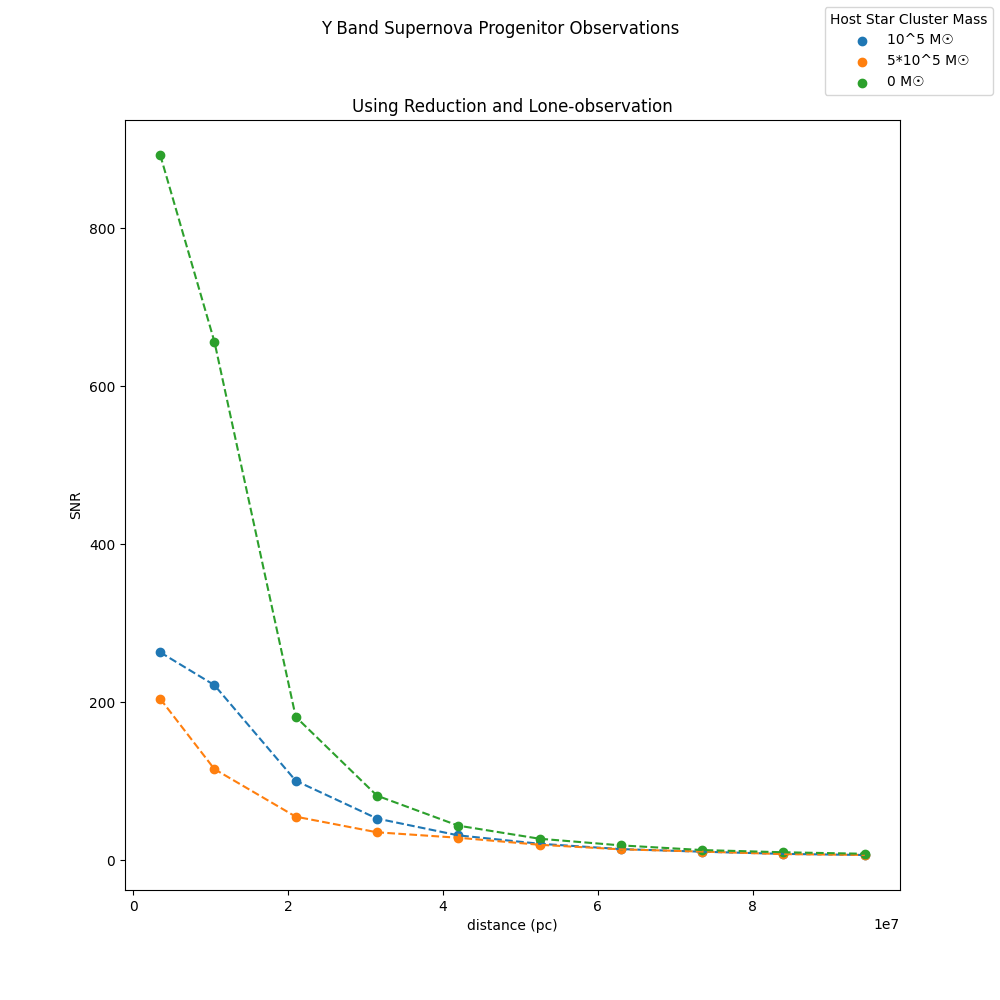 Y Band Supernova Progenitor Observations
Host Star Cluster Mass
10^5 M☉
5*10^5 M☉
0 M☉
Using Reduction and Lone-observation
800
600
400
200
0
SNR
0 2 4 6 8
1e7
distance (pc)